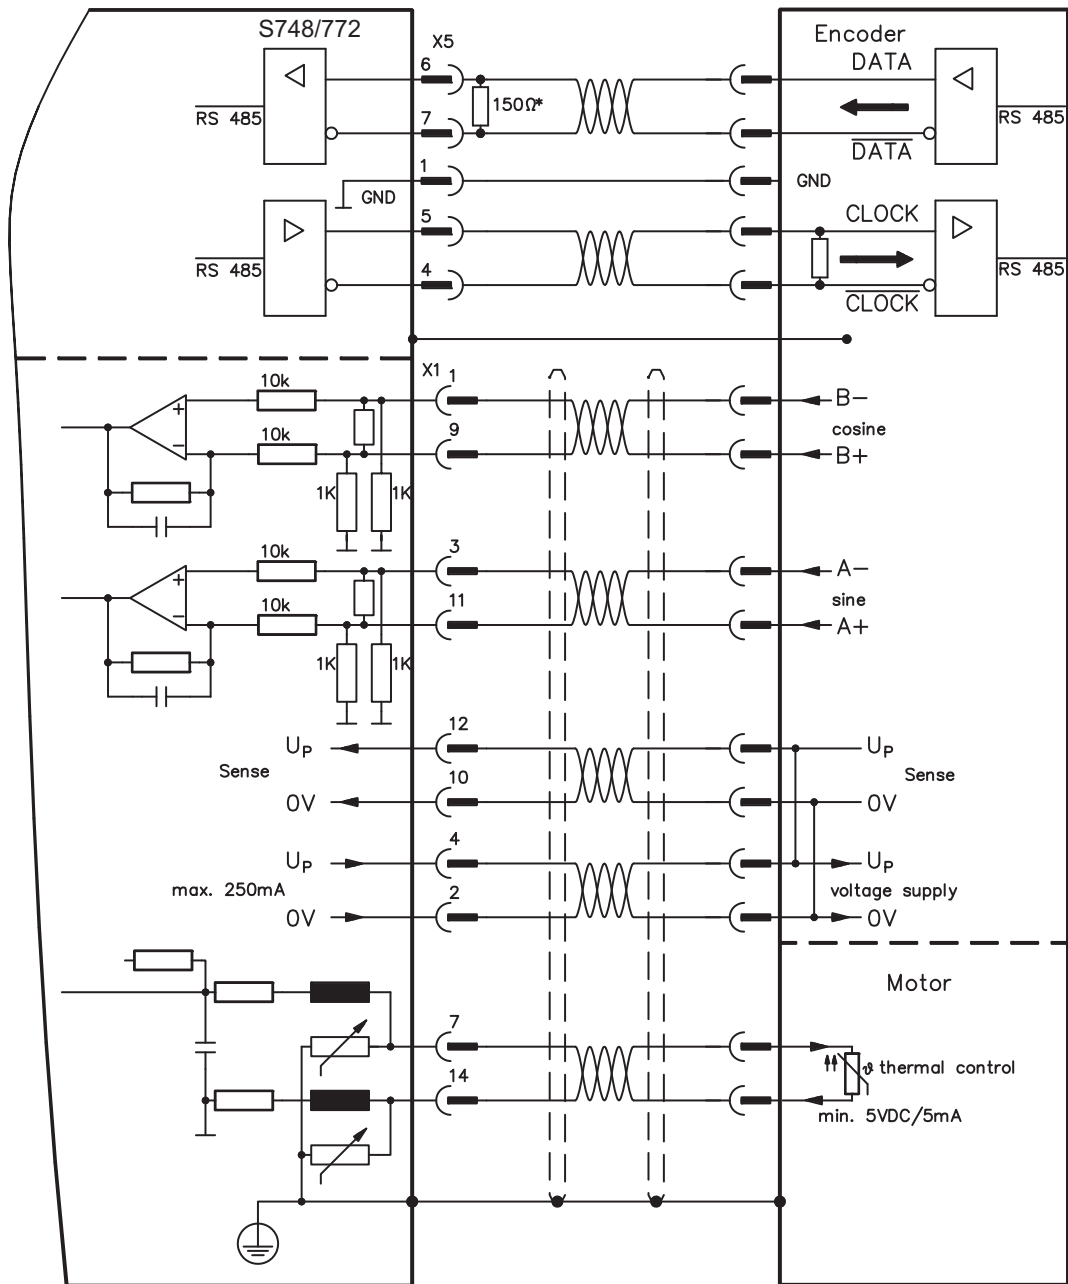 S748/772
X5
Encoder
6
DATA
RS 485
150Ω*
RS 485
7
DATA
1
GND
GND
5
CLOCK
RS 485
RS 485
4
CLOCK
X1
1
10k
B-
cosine
9
10k
B+
1K
1K
3
10k
A-
sine
11
10k
A+
1K
1K
12
UP
UP
Sense
Sense
10
0V
0V
4
UP
UP
max. 250mA
voltage supply
2
0V
0V
Motor
7
ϑ thermal control
14
min. 5VDC/5mA